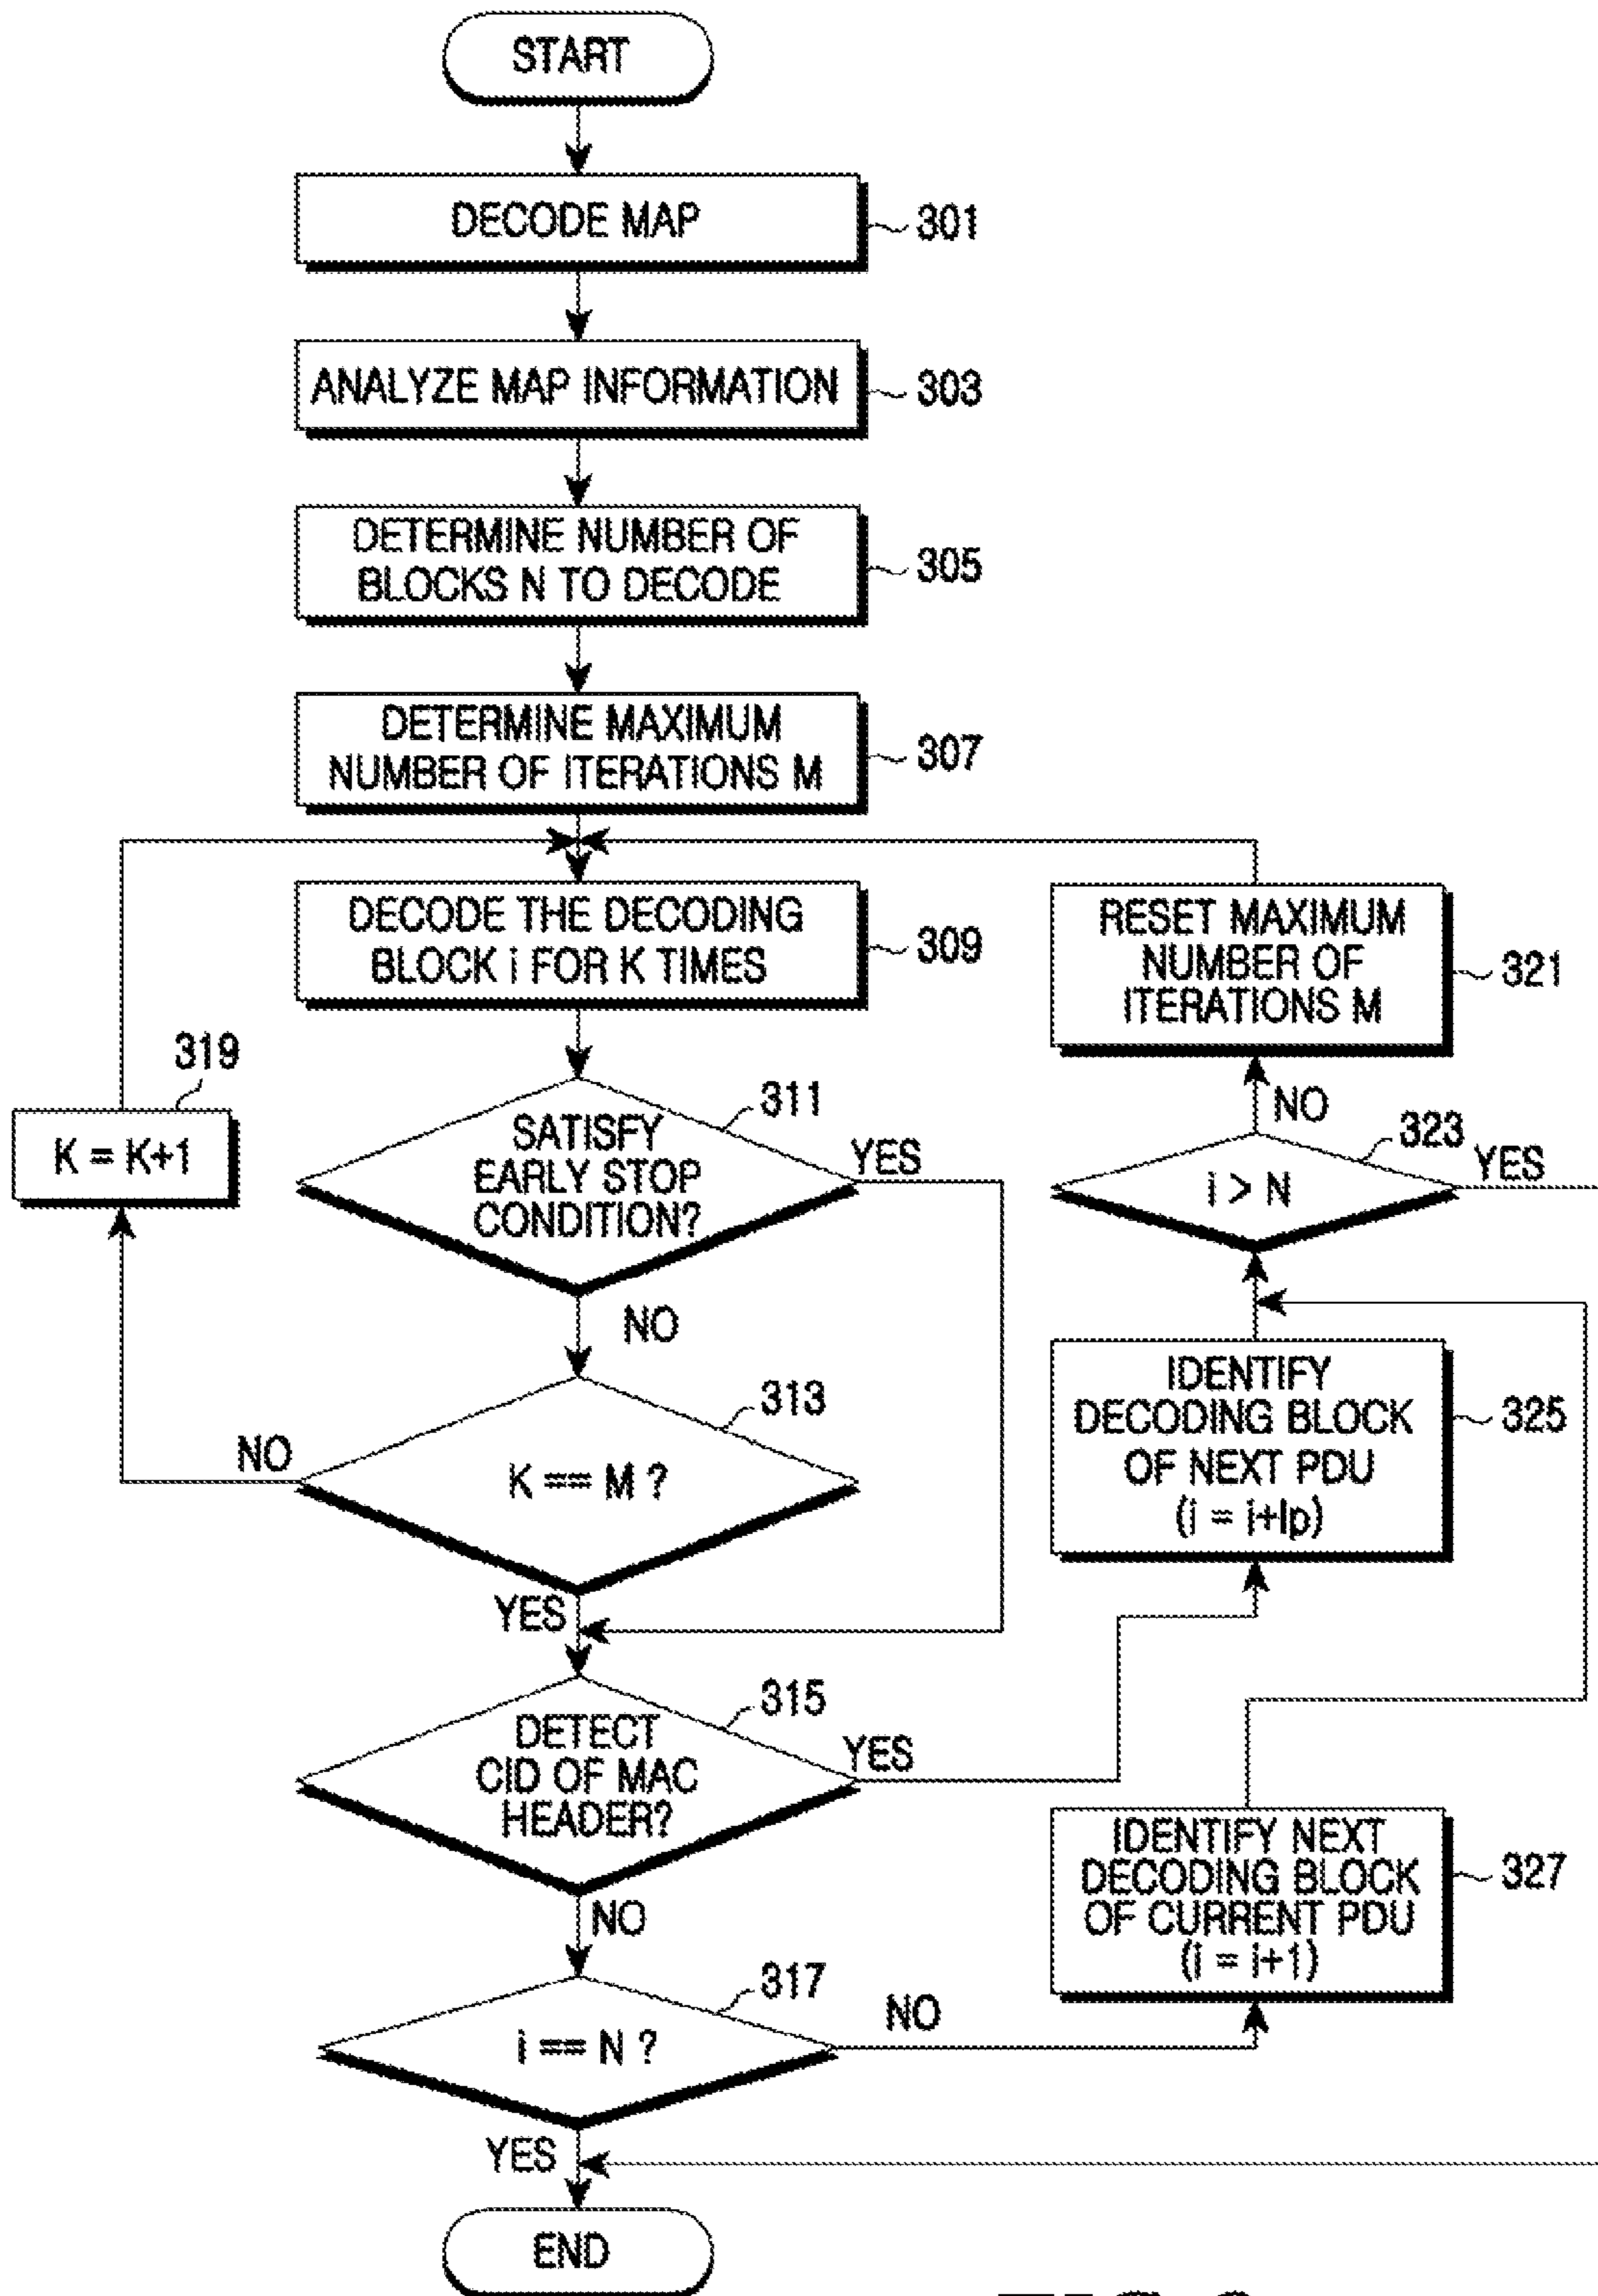 START
DECODE MAP
301
ANALYZE MAP INFORMATION
303
DETERMINE NUMBER OF
BLOCKS N TO DECODE
305
DETERMINE MAXIMUM
NUMBER OF ITERATIONS M
307
DECODE THE DECODING
BLOCK i FOR K TIMES
309
RESET MAXIMUM
NUMBER OF
ITERATIONS M
321
319
K = K+1
SATISFY
EARLY STOP
CONDITION?
311
YES
NO
NO
i > N
323
YES
IDENTIFY
DECODING BLOCK
OF NEXT PDU
(i = i+lp)
325
K == M ?
313
NO
YES
DETECT
CID OF MAC
HEADER?
315
YES
NO
IDENTIFY NEXT
DECODING BLOCK
OF CURRENT PDU
(i = i+1)
327
i == N ?
317
NO
YES
END